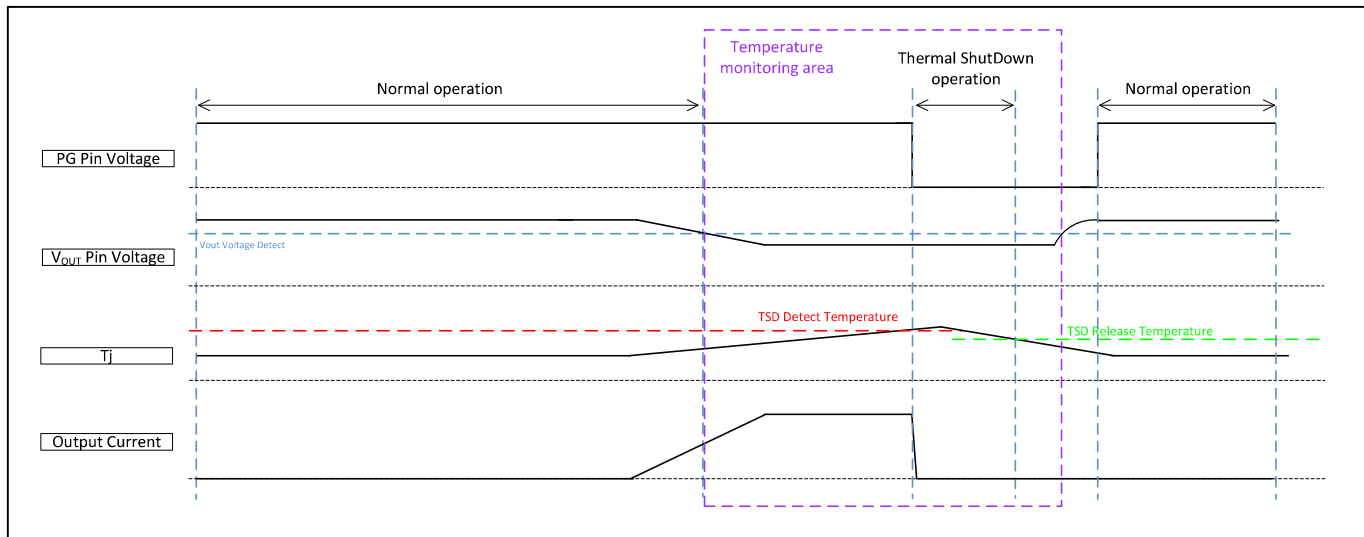 Temperature
monitoring area
Thermal ShutDown
operation
Normal operation
Normal operation
PG Pin Voltage
Vout Voltage Detect
VOUT Pin Voltage
TSD Detect Temperature
TSD Release Temperature
Tj
Output Current